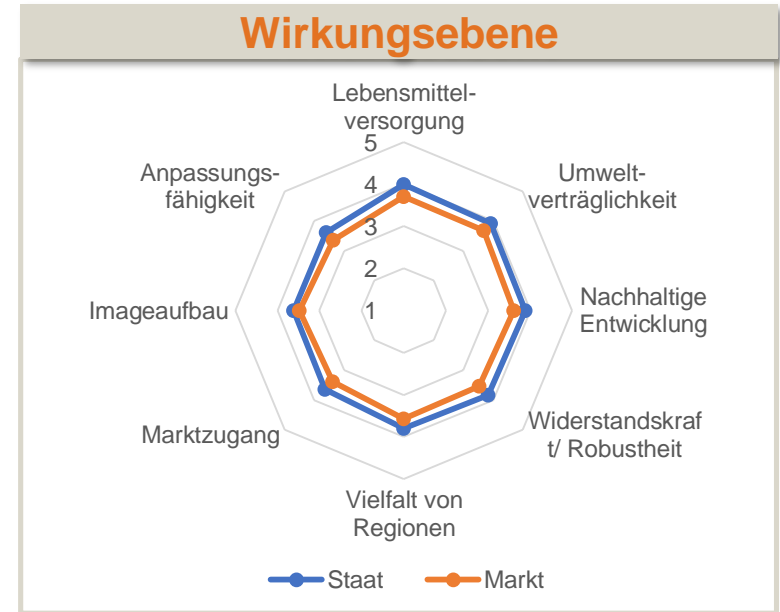 Wirkungsebene
Lebensmittel-
versorgung
5
4
3
2
1
Umwelt-
verträglichkeit
Nachhaltige
Entwicklung
Widerstandskraf
t/ Robustheit
Vielfalt von
Regionen
Marktzugang
Imageaufbau
Anpassungs-
fähigkeit
Staat
Markt